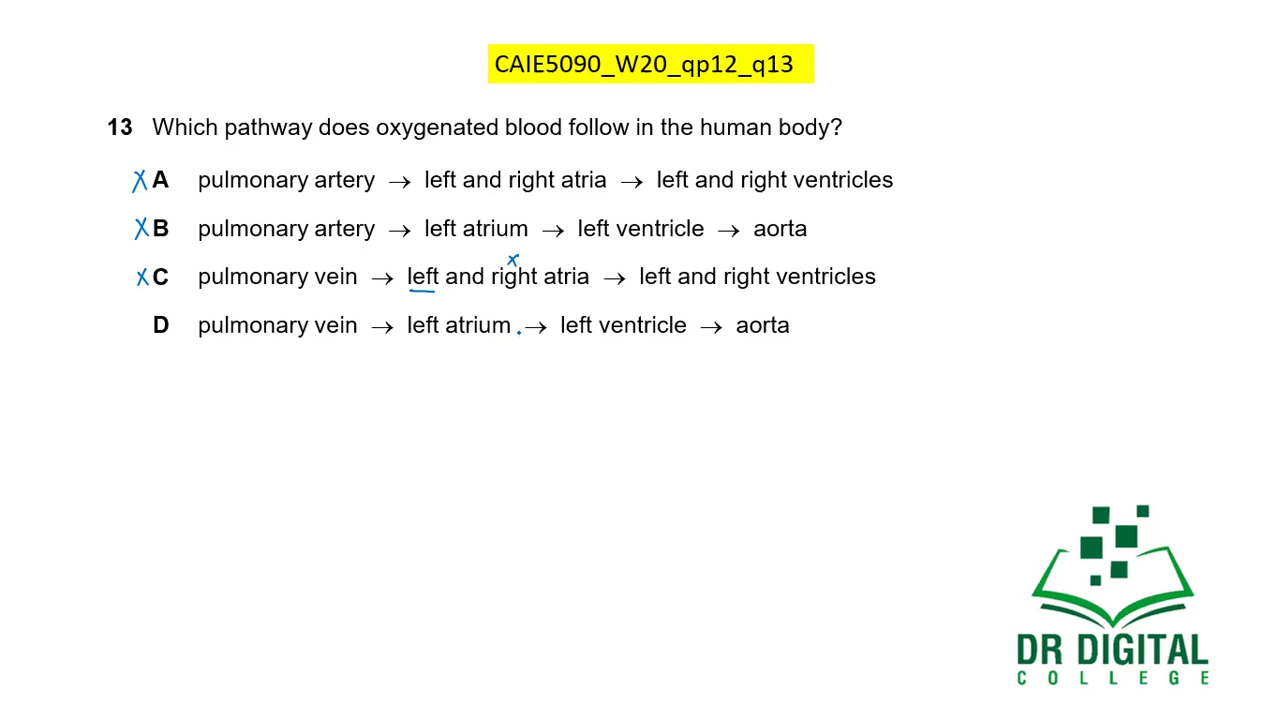 CAIE5090_W20_qp12_q13
13 Which pathway does oxygenated blood follow in the human body?
X A pulmonary artery → left and right atria → left and right ventricles
X B pulmonary artery → left atrium → left ventricle → aorta
x
X C pulmonary vein → left and right atria → left and right ventricles
D pulmonary vein → left atrium . → left ventricle → aorta
DR DIGITAL
COLLEGE